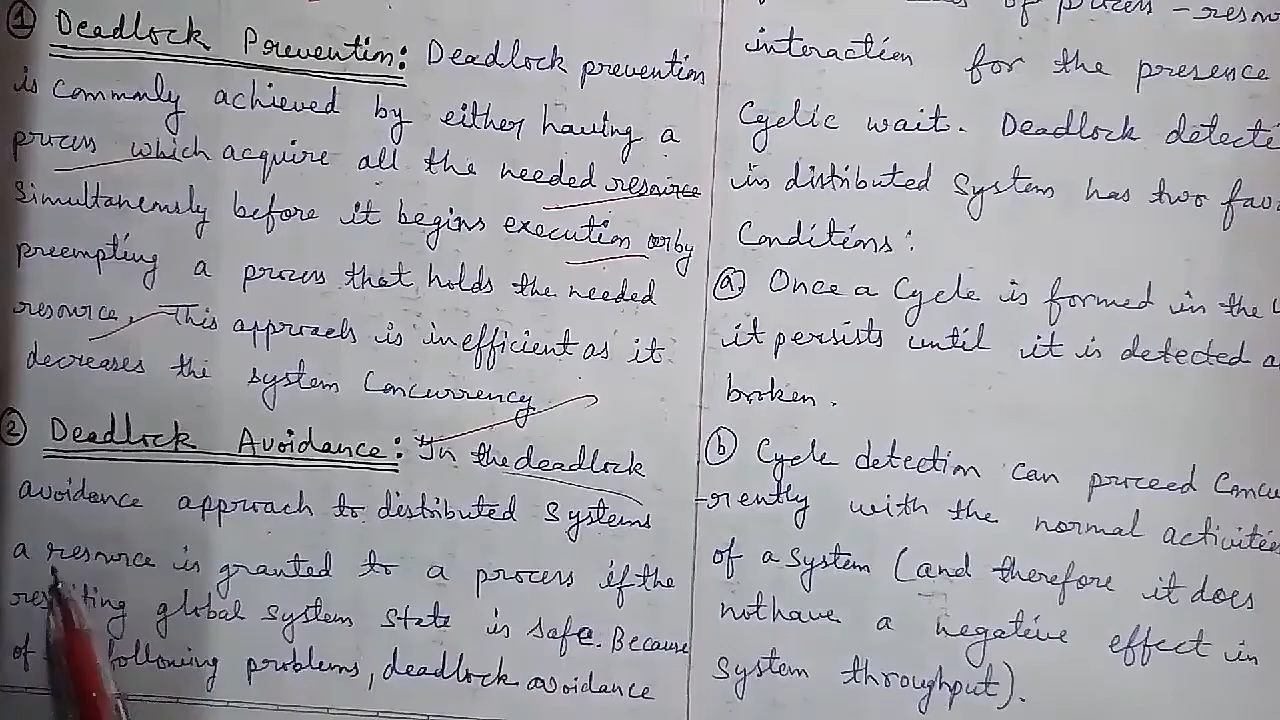 ① Deadlock Prevention: Deadlock prevention
is commnly achieved by either having a
process which acquire all the needed resource
Simultaneously before it begins execution or by
preempting a process that holds the needed
resource. This approach is inefficient as it
decreases the system Concurrency
② Deadlock Avoidance: In the deadlock
avoidance approach to distributed Systems
a resource is granted to a process if the
global system state is safe. Because
of following problems, deadlock avoidance
of process - 
interaction for the presence
Cyclic wait. Deadlock
in distributed System has two
Conditions:
ⓐ Once a Cycle is formed in the
it persists until it is detected
broken.
ⓑ Cycle detection can proceed Concu
-rrently with the normal
of a System (and therefore it does
not have a negative effect in
System throughput).